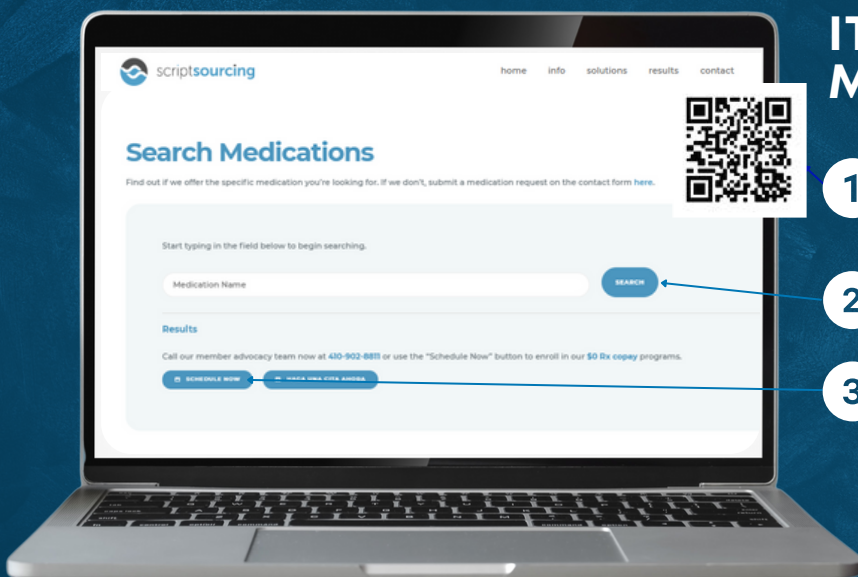 IT
M
scriptsourcing
home info solutions results contact
Search Medications
Find out if we offer the specific medication you're looking for. If we don't, submit a medication request on the contact form here.
1
Start typing in the field below to begin searching.
Medication Name
SEARCH
2
Results
Call our member advocacy team now at 410-902-8811 or use the "Schedule Now" button to enroll in our $0 Rx copay programs.
SCHEDULE NOW
HAGA UNA CITA AHORA
3